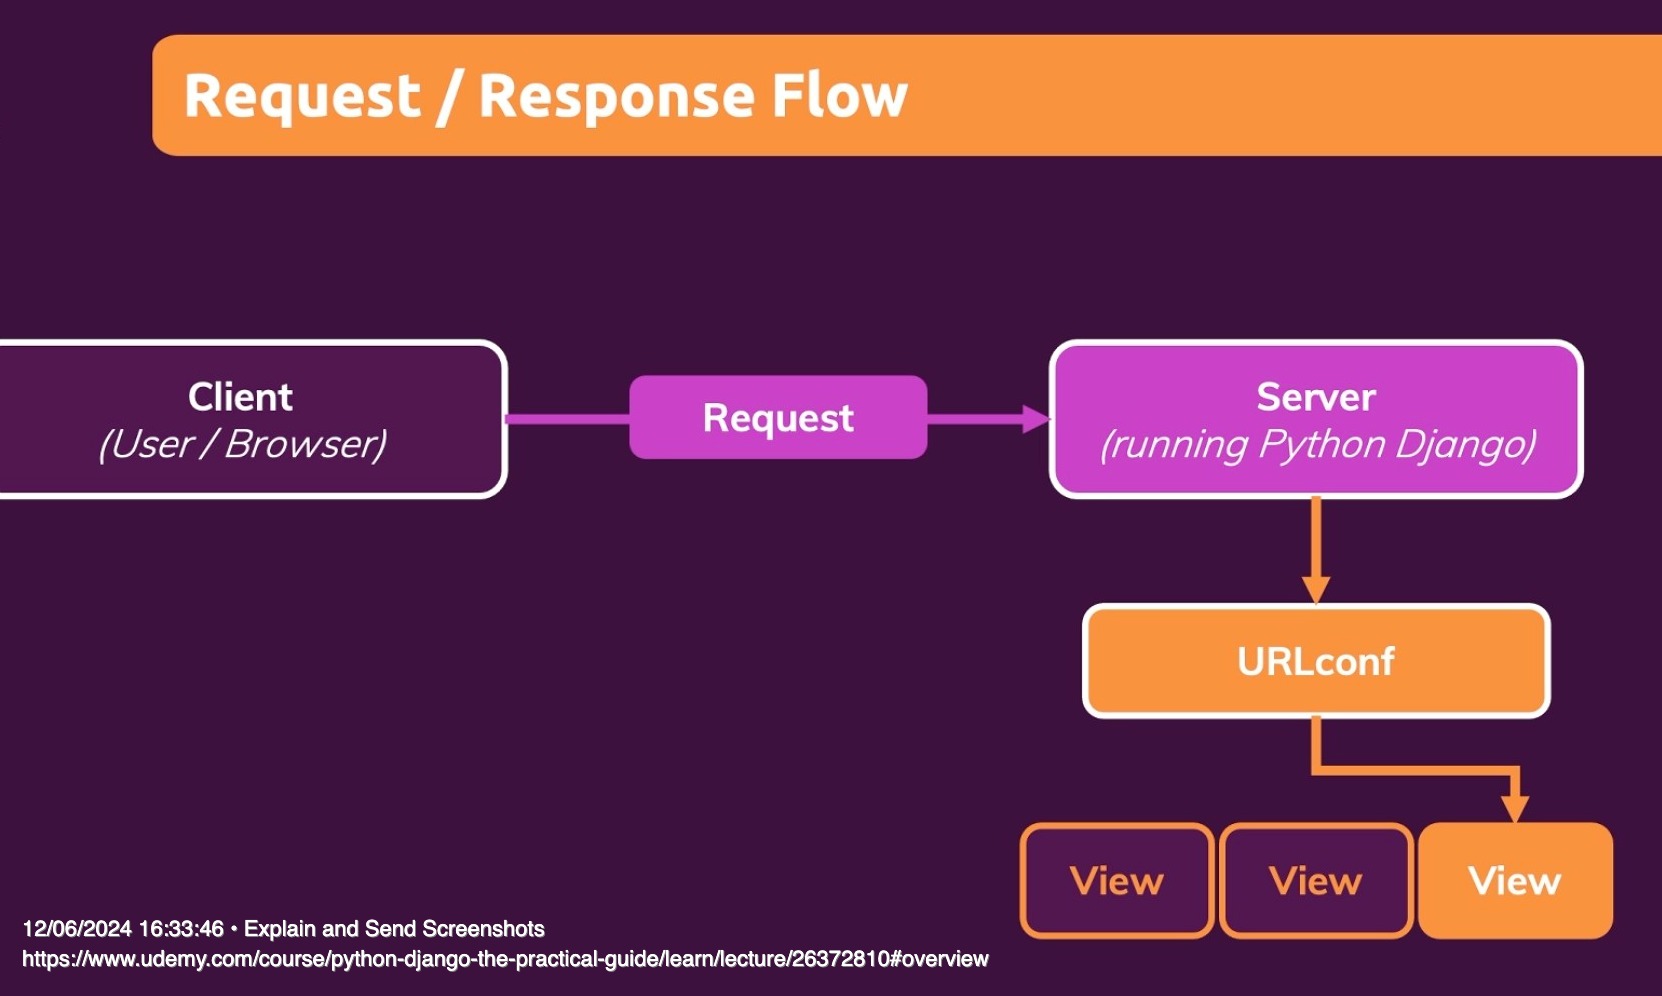 Request / Response Flow
Client
(User / Browser)
Request
Server
(running Python Django)
URLconf
View
View
View
12/06/2024 16:33:46 • Explain and Send Screenshots
https://www.udemy.com/course/python-django-the-practical-guide/learn/lecture/26372810#overview